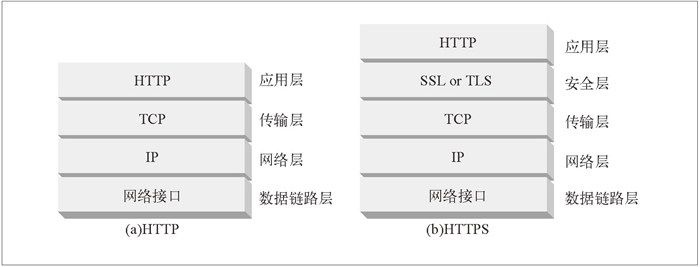 HTTP 应用层
TCP 传输层
IP 网络层
网络接口 数据链路层
(a)HTTP
HTTP 应用层
SSL or TLS 安全层
TCP 传输层
IP 网络层
网络接口 数据链路层
(b)HTTPS